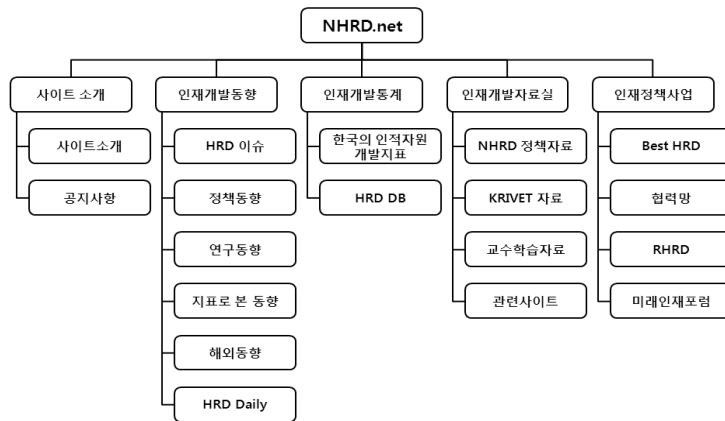 NHRD.net
사이트 소개
인재개발동향
인재개발통계
인재개발자료실
인재정책사업
사이트소개
공지사항
HRD 이슈
정책동향
연구동향
지표로 본 동향
해외동향
HRD Daily
한국의 인적자원
개발지표
HRD DB
NHRD 정책자료
KRIVET 자료
교수학습자료
관련사이트
Best HRD
협력망
RHRD
미래인재포럼